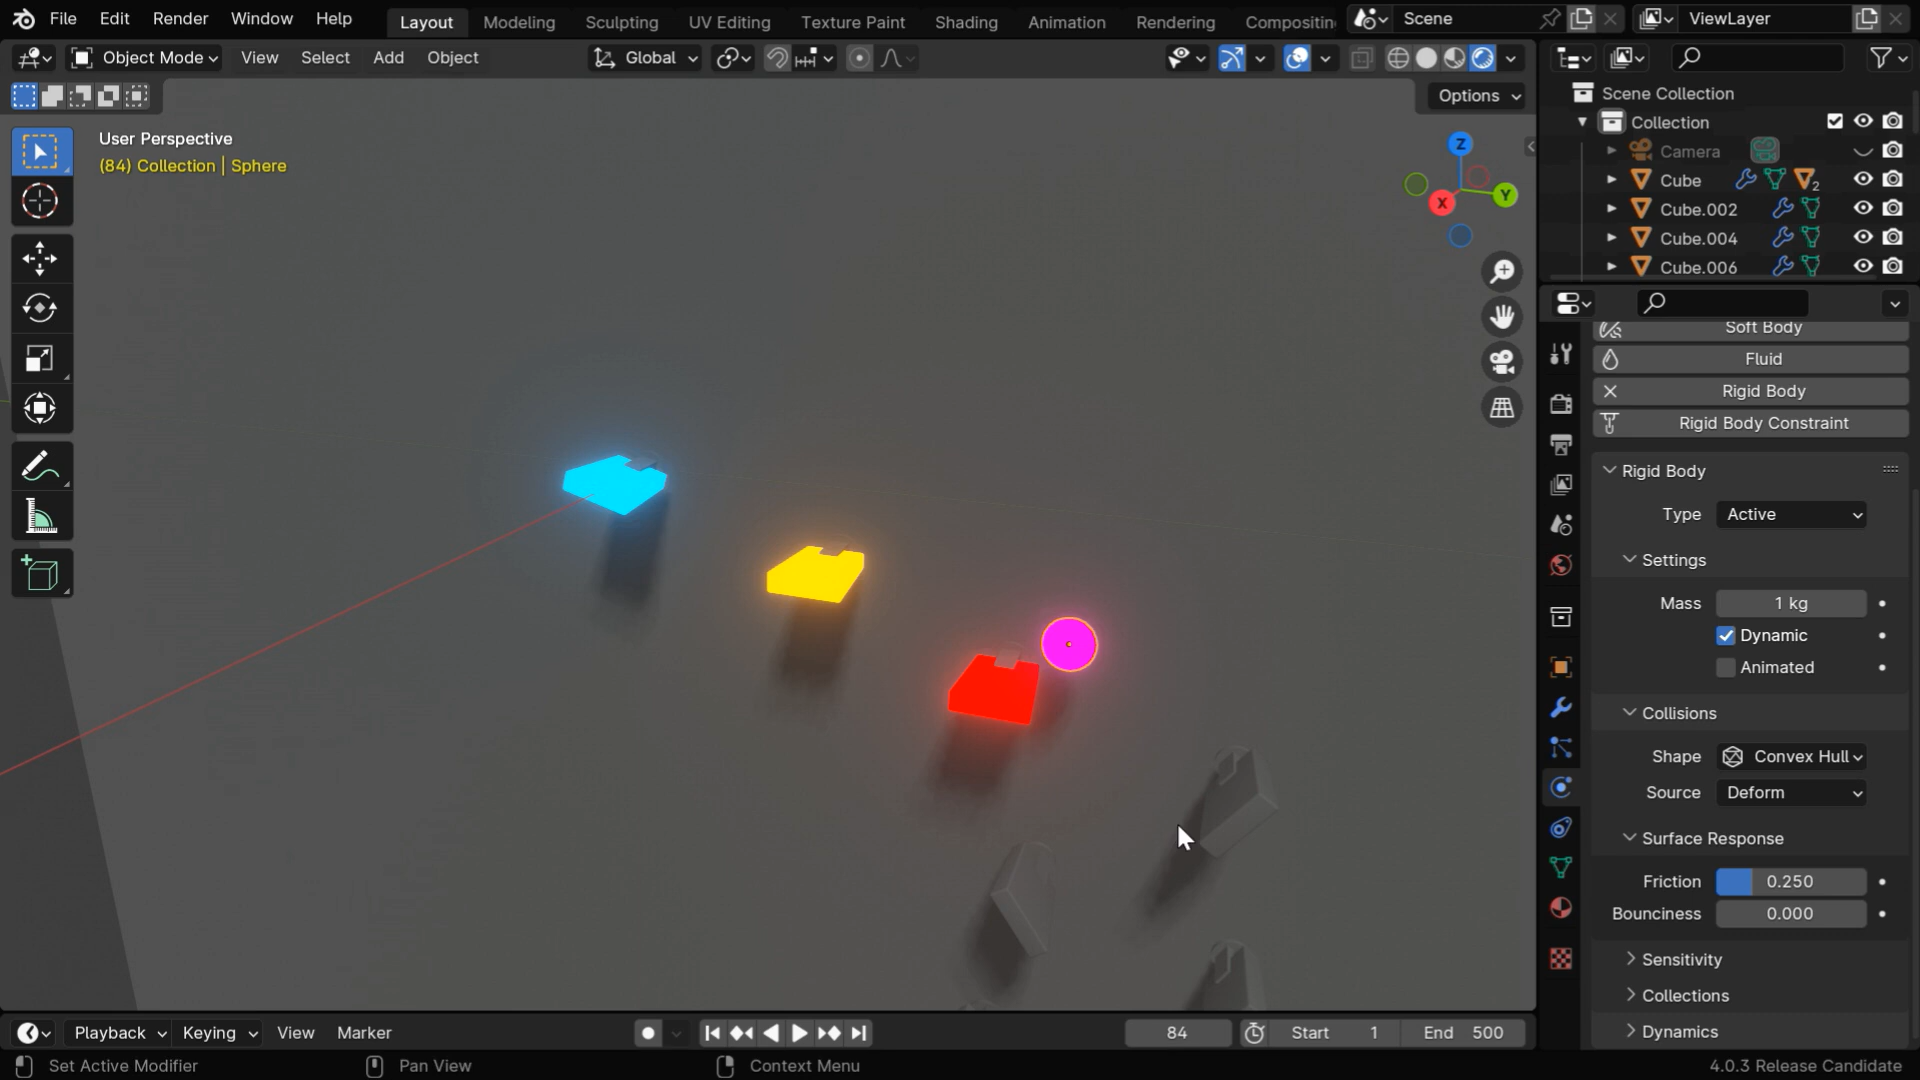 File Edit Render Window Help Layout Modeling Sculpting UV Editing Texture Paint Shading Animation Rendering Compositin Scene ViewLayer
Object Mode View Select Add Object Global
Options
User Perspective
(84) Collection | Sphere
Z
Y
X
Scene Collection
Collection
Camera
Cube 2
Cube.002
Cube.004
Cube.006
Soft Body
Fluid
Rigid Body
Rigid Body Constraint
Rigid Body
Type Active
Settings
Mass 1 kg
Dynamic
Animated
Collisions
Shape Convex Hull
Source Deform
Surface Response
Friction 0.250
Bounciness 0.000
Sensitivity
Collections
Dynamics
Playback Keying View Marker 84 Start 1 End 500
Set Active Modifier Pan View Context Menu 4.0.3 Release Candidate